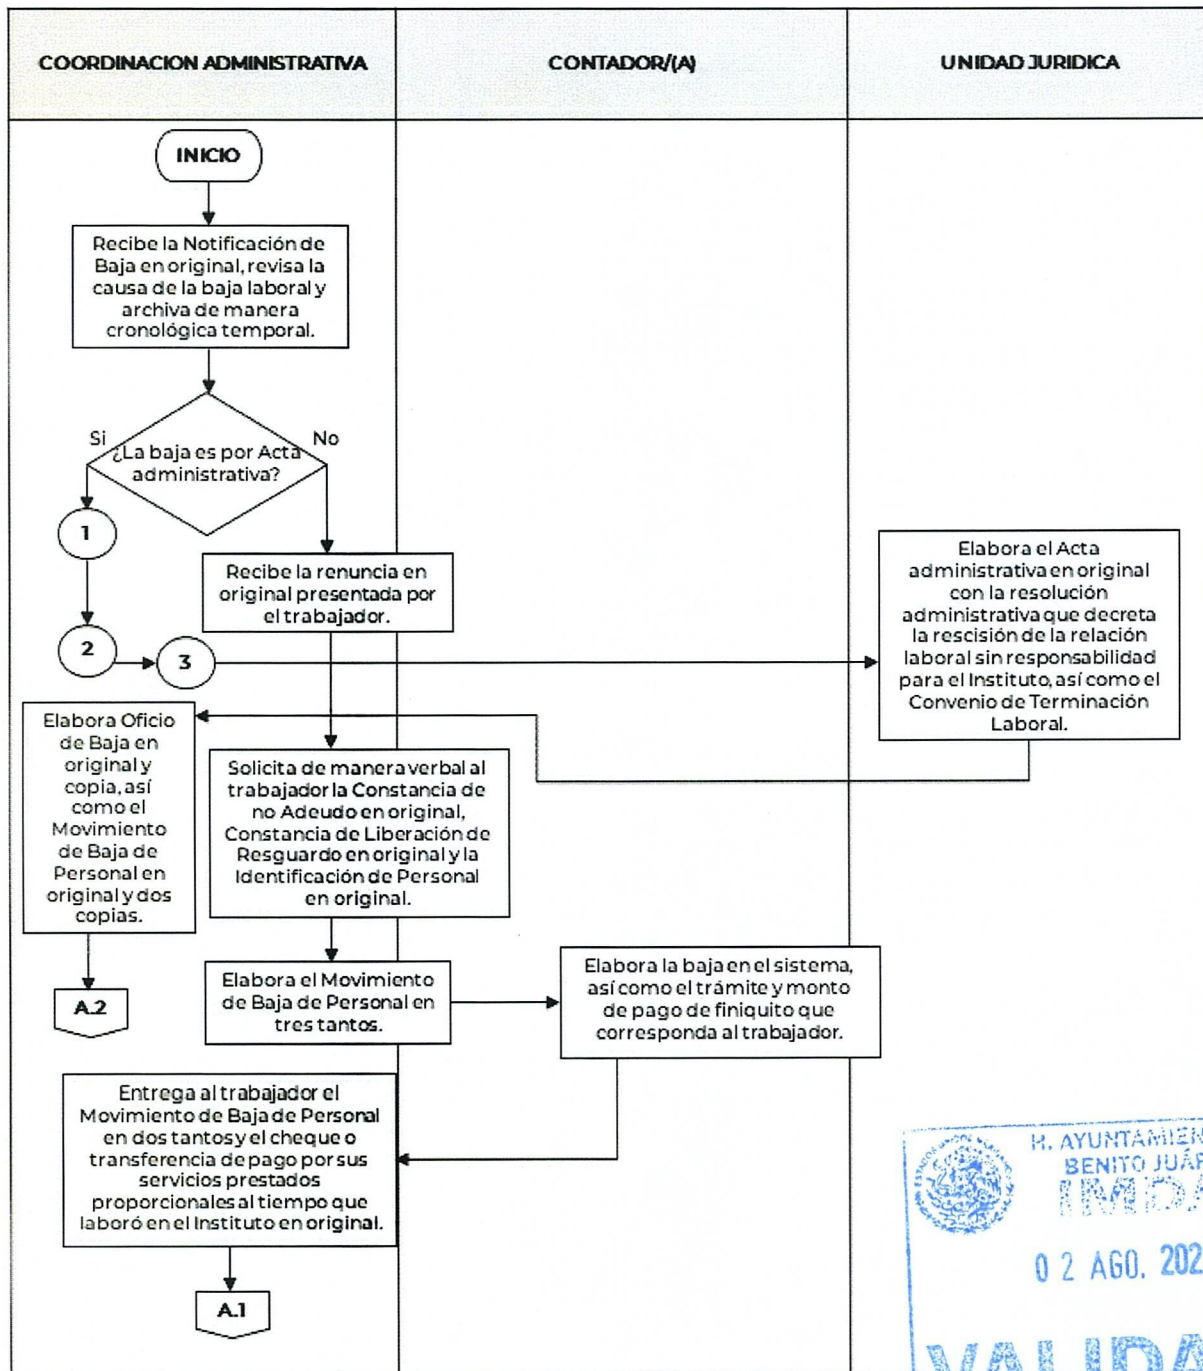 COORDINACION ADMINISTRATIVA
CONTADOR/(A)
UNIDAD JURIDICA
INICIO
Recibe la Notificación de
Baja en original, revisa la
causa de la baja laboral y
archiva de manera
cronológica temporal.
Si
¿La baja es por Acta
administrativa?
No
1
2
3
Recibe la renuncia en
original presentada por
el trabajador.
Elabora el Acta
administrativa en original
con la resolución
administrativa que decreta
la rescisión de la relación
laboral sin responsabilidad
para el Instituto, así como el
Convenio de Terminación
Laboral.
Elabora Oficio
de Baja en
original y
copia, así
como el
Movimiento
de Baja de
Personal en
original y dos
copias.
A.2
Solicita de manera verbal al
trabajador la Constancia de
no Adeudo en original,
Constancia de Liberación de
Resguardo en original y la
Identificación de Personal
en original.
Elabora el Movimiento
de Baja de Personal en
tres tantos.
Elabora la baja en el sistema,
así como el trámite y monto
de pago de finiquito que
corresponda al trabajador.
Entrega al trabajador el
Movimiento de Baja de Personal
en dos tantos y el cheque o
transferencia de pago por sus
servicios prestados
proporcionales al tiempo que
laboró en el Instituto en original.
A.1
H. AYUNTAMIEN
BENITO JUÁR
IMDA
02 AGO. 202
VALIDA